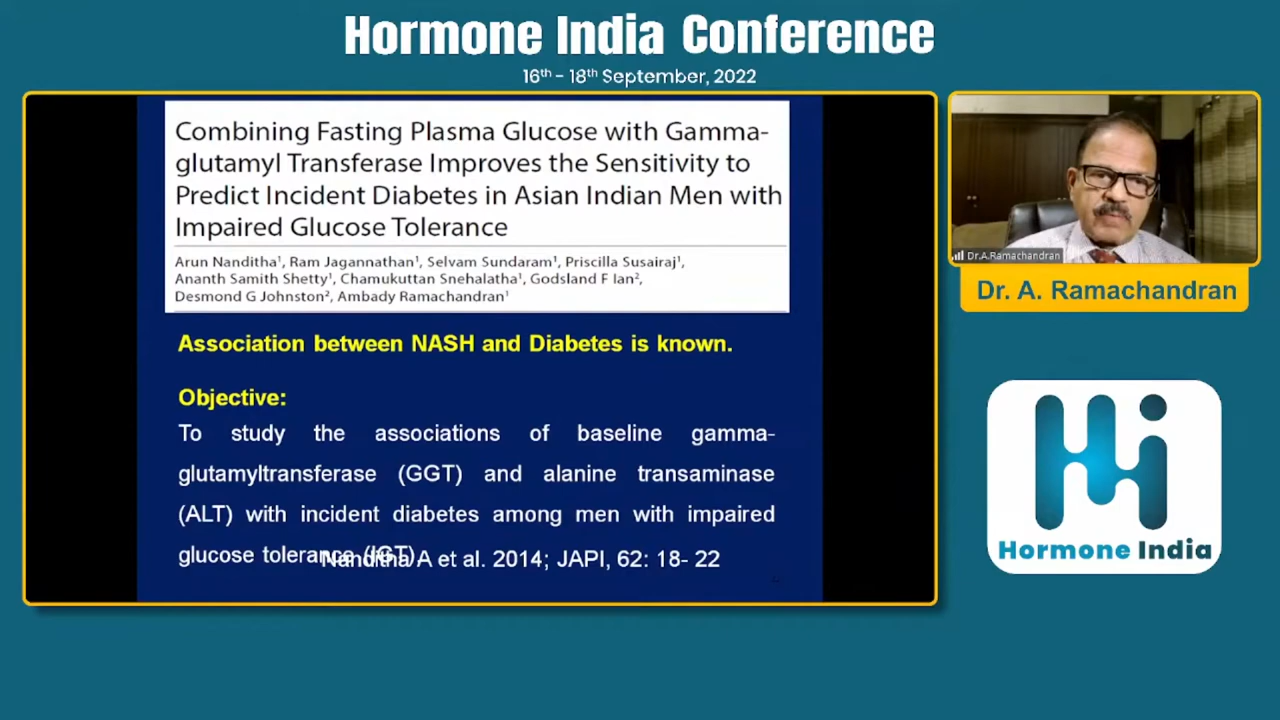 Hormone India Conference
16th - 18th September, 2022
Combining Fasting Plasma Glucose with Gamma-
glutamyl Transferase Improves the Sensitivity to
Predict Incident Diabetes in Asian Indian Men with
Impaired Glucose Tolerance
Arun Nanditha¹, Ram Jagannathan¹, Selvam Sundaram¹, Priscilla Susairaj¹,
Ananth Samith Shetty¹, Chamukuttan Snehalatha¹, Godsland F Ian²,
Desmond G Johnston², Ambady Ramachandran¹
Association between NASH and Diabetes is known.
Objective:
To study the associations of baseline gamma-
glutamyltransferase (GGT) and alanine transaminase
(ALT) with incident diabetes among men with impaired
glucose tolerance (IGT).
Nanditha A et al. 2014; JAPI, 62: 18- 22
Dr.A.Ramachandran
Dr. A. Ramachandran
Hormone India